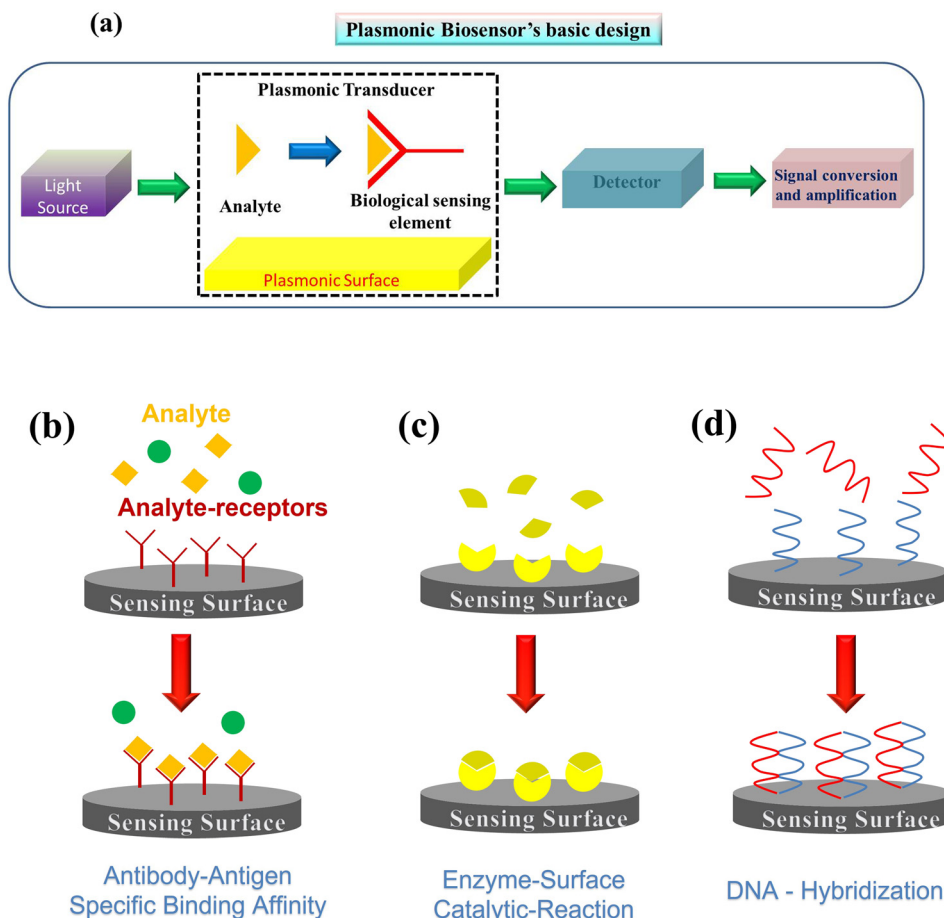 (a)
Plasmonic Biosensor's basic design
Plasmonic Transducer
Light
Source
Analyte
Biological sensing
element
Plasmonic Surface
Detector
Signal conversion
and amplification
(b)
Analyte
Analyte-receptors
Sensing Surface
Sensing Surface
Antibody-Antigen
Specific Binding Affinity
(c)
Sensing Surface
Sensing Surface
Enzyme-Surface
Catalytic-Reaction
(d)
Sensing Surface
Sensing Surface
DNA - Hybridization